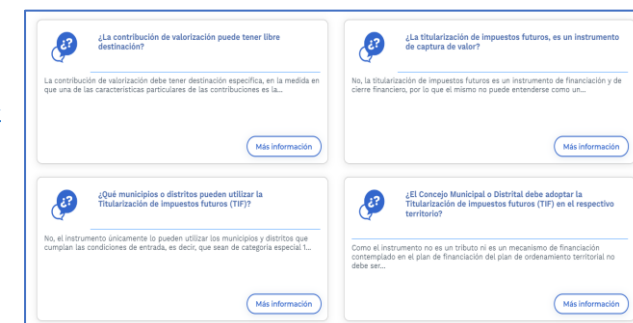 ¿?
¿La contribución de valorización puede tener libre
destinación?
La contribución de valorización debe tener destinación específica, en la medida en
que una de las características particulares de las contribuciones es la...
Más información
¿?
¿La titularización de impuestos futuros, es un instrumento
de captura de valor?
No, la titularización de impuestos futuros es un instrumento de financiación y de
cierre financiero, por lo que el mismo no puede entenderse como un...
Más información
¿?
¿Qué municipios o distritos pueden utilizar la
Titularización de impuestos futuros (TIF)?
No, el instrumento únicamente lo pueden utilizar los municipios y distritos que
cumplan las condiciones de entrada, es decir, que sean de categoría especial 1...
Más información
¿?
¿El Concejo Municipal o Distrital debe adoptar la
Titularización de impuestos futuros (TIF) en el respectivo
territorio?
Como el instrumento no es un tributo ni es un mecanismo de financiación
contemplado en el plan de financiación del plan de ordenamiento territorial no
debe ser...
Más información